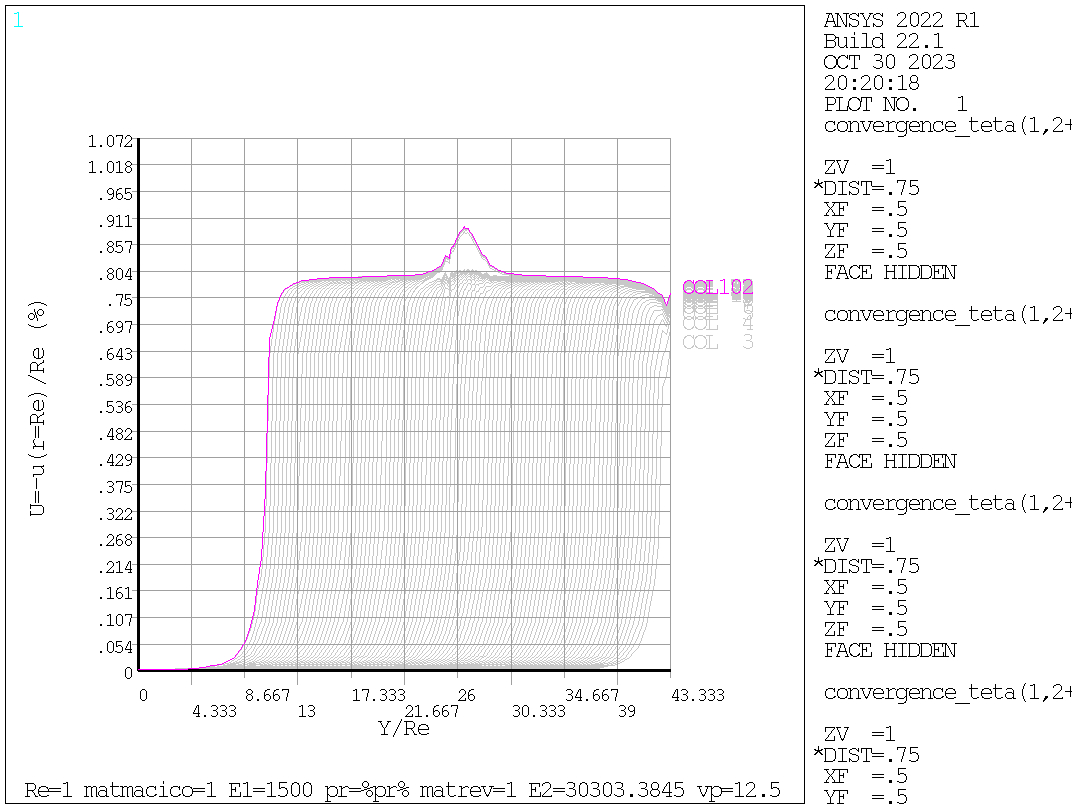 1
ANSYS 2022 R1
Build 22.1
OCT 30 2023
20:20:18
PLOT NO. 1
convergence_teta(1,2+
ZV =1
*DIST=.75
XF =.5
YF =.5
ZF =.5
FACE HIDDEN
convergence_teta(1,2+
ZV =1
*DIST=.75
XF =.5
YF =.5
ZF =.5
FACE HIDDEN
convergence_teta(1,2+
ZV =1
*DIST=.75
XF =.5
YF =.5
ZF =.5
FACE HIDDEN
convergence_teta(1,2+
ZV =1
*DIST=.75
XF =.5
YF =.5
1.072
1.018
.965
.911
.857
.804
.75
.697
.643
.589
.536
.482
.429
.375
.322
.268
.214
.161
.107
.054
0
U=-u(r=Re)/Re (%)
COL102
COL 3
0 8.667 17.333 26 34.667 43.333
4.333 13 21.667 30.333 39
Y/Re
Re=1 matmacico=1 E1=1500 pr=%pr% matrev=1 E2=30303.3845 vp=12.5